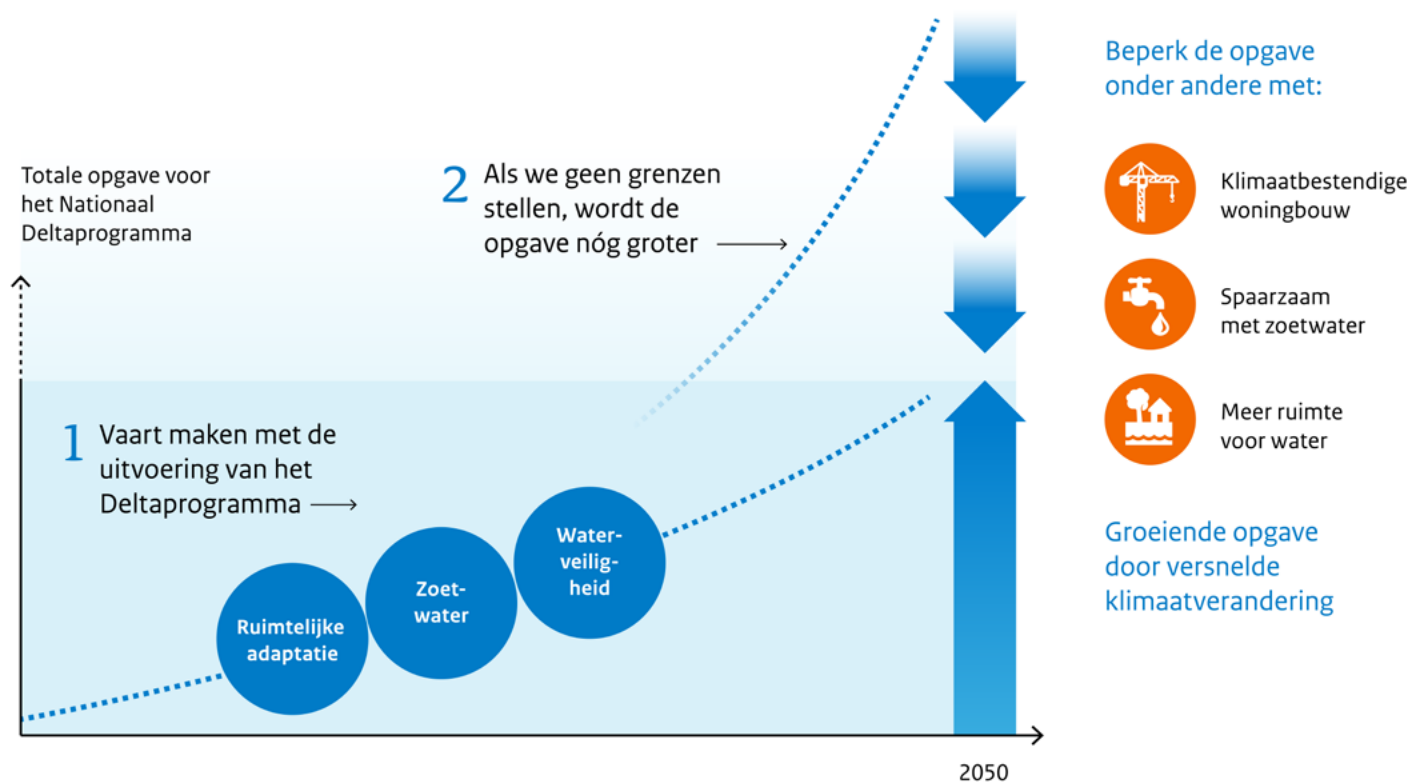 Totale opgave voor
het Nationaal
Deltaprogramma
2
Als we geen grenzen
stellen, wordt de
opgave nóg groter
1
Vaart maken met de
uitvoering van het
Deltaprogramma
Ruimtelijke
adaptatie
Zoet-
water
Water-
veilig-
heid
2050
Beperk de opgave
onder andere met:
Klimaatbestendige
woningbouw
Spaarzaam
met zoetwater
Meer ruimte
voor water
Groeiende opgave
door versnelde
klimaatverandering